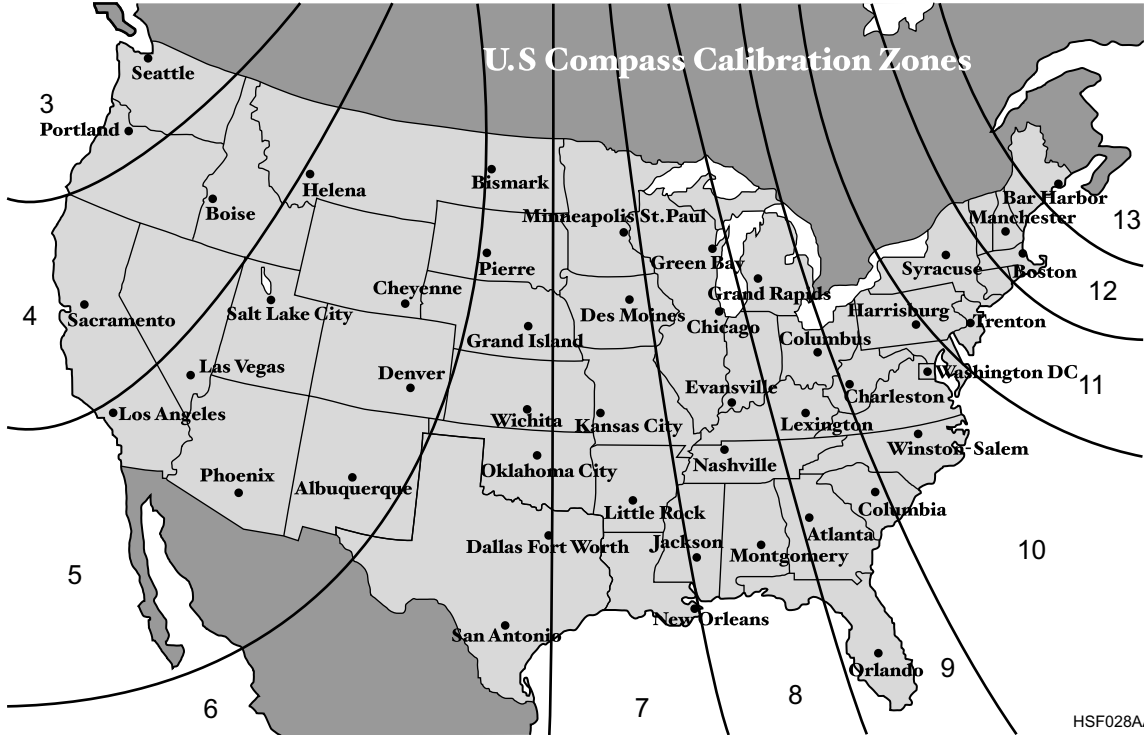 U.S Compass Calibration Zones
Seattle
3
Portland
Helena
Boise
Bismark
Minneapolis St.Paul
Bar Harbor
Manchester
13
Pierre
Green Bay
Syracuse
Boston
Cheyenne
Grand Rapids
12
4
Sacramento
Salt Lake City
Des Moines
Chicago
Harrisburg
Trenton
Grand Island
Columbus
Las Vegas
Denver
Evansville
Washington DC
11
Charleston
Los Angeles
Wichita
Kansas City
Lexington
Winston-Salem
Phoenix
Albuquerque
Oklahoma City
Nashville
Little Rock
Columbia
Atlanta
Dallas Fort Worth
Jackson
Montgomery
10
5
San Antonio
New Orleans
Orlando
9
6
7
8
HSF028A